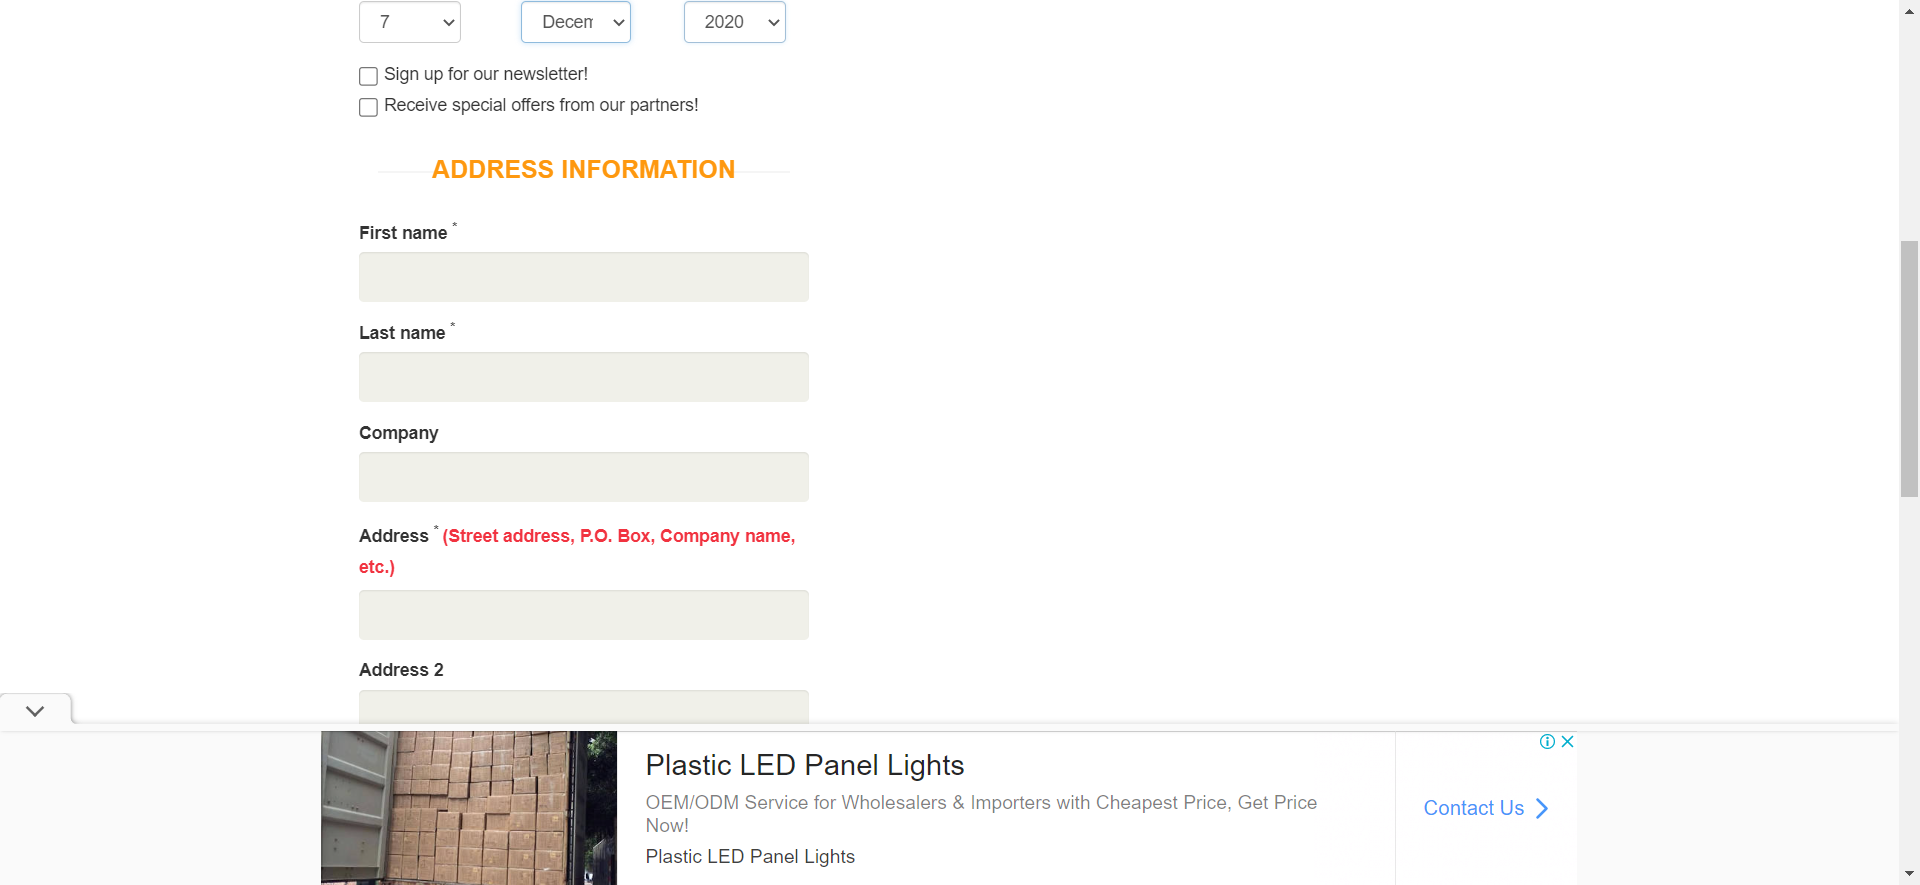 7
Decem
2020
Sign up for our newsletter!
Receive special offers from our partners!
ADDRESS INFORMATION
First name *
Last name *
Company
Address * (Street address, P.O. Box, Company name,
etc.)
Address 2
Plastic LED Panel Lights
OEM/ODM Service for Wholesalers & Importers with Cheapest Price, Get Price
Now!
Plastic LED Panel Lights
Contact Us